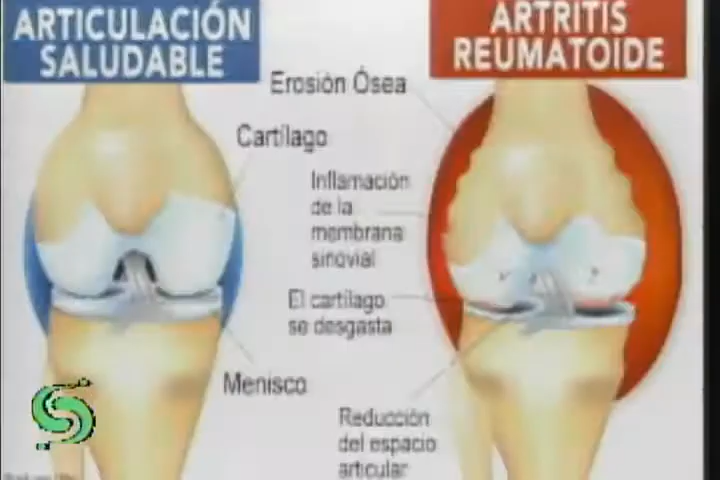 ARTICULACIÓN
SALUDABLE
ARTRITIS
REUMATOIDE
Erosión Ósea
Cartílago
Inflamación
de la
membrana
sinovial
El cartílago
se desgasta
Menisco
Reducción
del espacio
articular